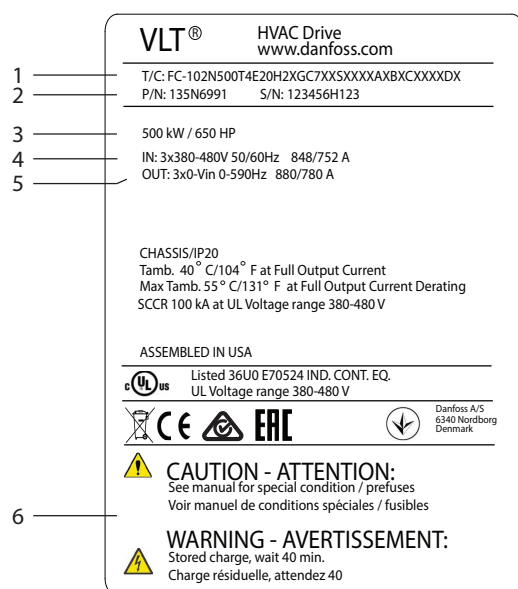 VLT® HVAC Drive
www.danfoss.com
1 T/C: FC-102N500T4E20H2XGC7XXSXXXXAXBXCXXXXDX
2 P/N: 135N6991 S/N: 123456H123
3 500 kW / 650 HP
4 IN: 3x380-480V 50/60Hz 848/752 A
5 OUT: 3x0-Vin 0-590Hz 880/780 A
CHASSIS/IP20
Tamb. 40° C/104° F at Full Output Current
Max Tamb. 55° C/131° F at Full Output Current Derating
SCCR 100 kA at UL Voltage range 380-480 V
ASSEMBLED IN USA
c UL us Listed 36U0 E70524 IND. CONT. EQ.
UL Voltage range 380-480 V
CE EAC
Danfoss A/S
6340 Nordborg
Denmark
CAUTION - ATTENTION:
See manual for special condition / prefuses
Voir manuel de conditions spéciales / fusibles
6
WARNING - AVERTISSEMENT:
Stored charge, wait 40 min.
Charge résiduelle, attendez 40